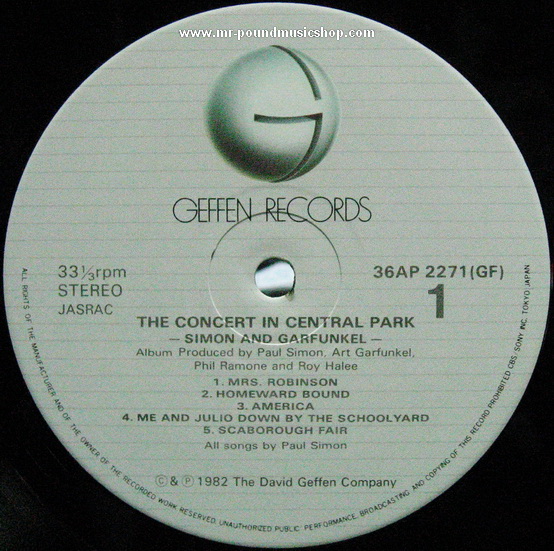 www.mr-poundmusicshop.com
G
GEFFEN RECORDS
33 1/3rpm
STEREO
JASRAC
36AP 2271(GF)
1
THE CONCERT IN CENTRAL PARK
— SIMON AND GARFUNKEL —
Album Produced by Paul Simon, Art Garfunkel,
Phil Ramone and Roy Halee
1. MRS. ROBINSON
2. HOMEWARD BOUND
3. AMERICA
4. ME AND JULIO DOWN BY THE SCHOOLYARD
5. SCABOROUGH FAIR
All songs by Paul Simon
© & ℗ 1982 The David Geffen Company
ALL RIGHTS OF THE MANUFACTURER AND OF THE OWNER OF THE RECORDED WORK RESERVED. UNAUTHORIZED PUBLIC PERFORMANCE, BROADCASTING AND COPYING OF THIS RECORD PROHIBITED CBS/SONY INC. TOKYO, JAPAN